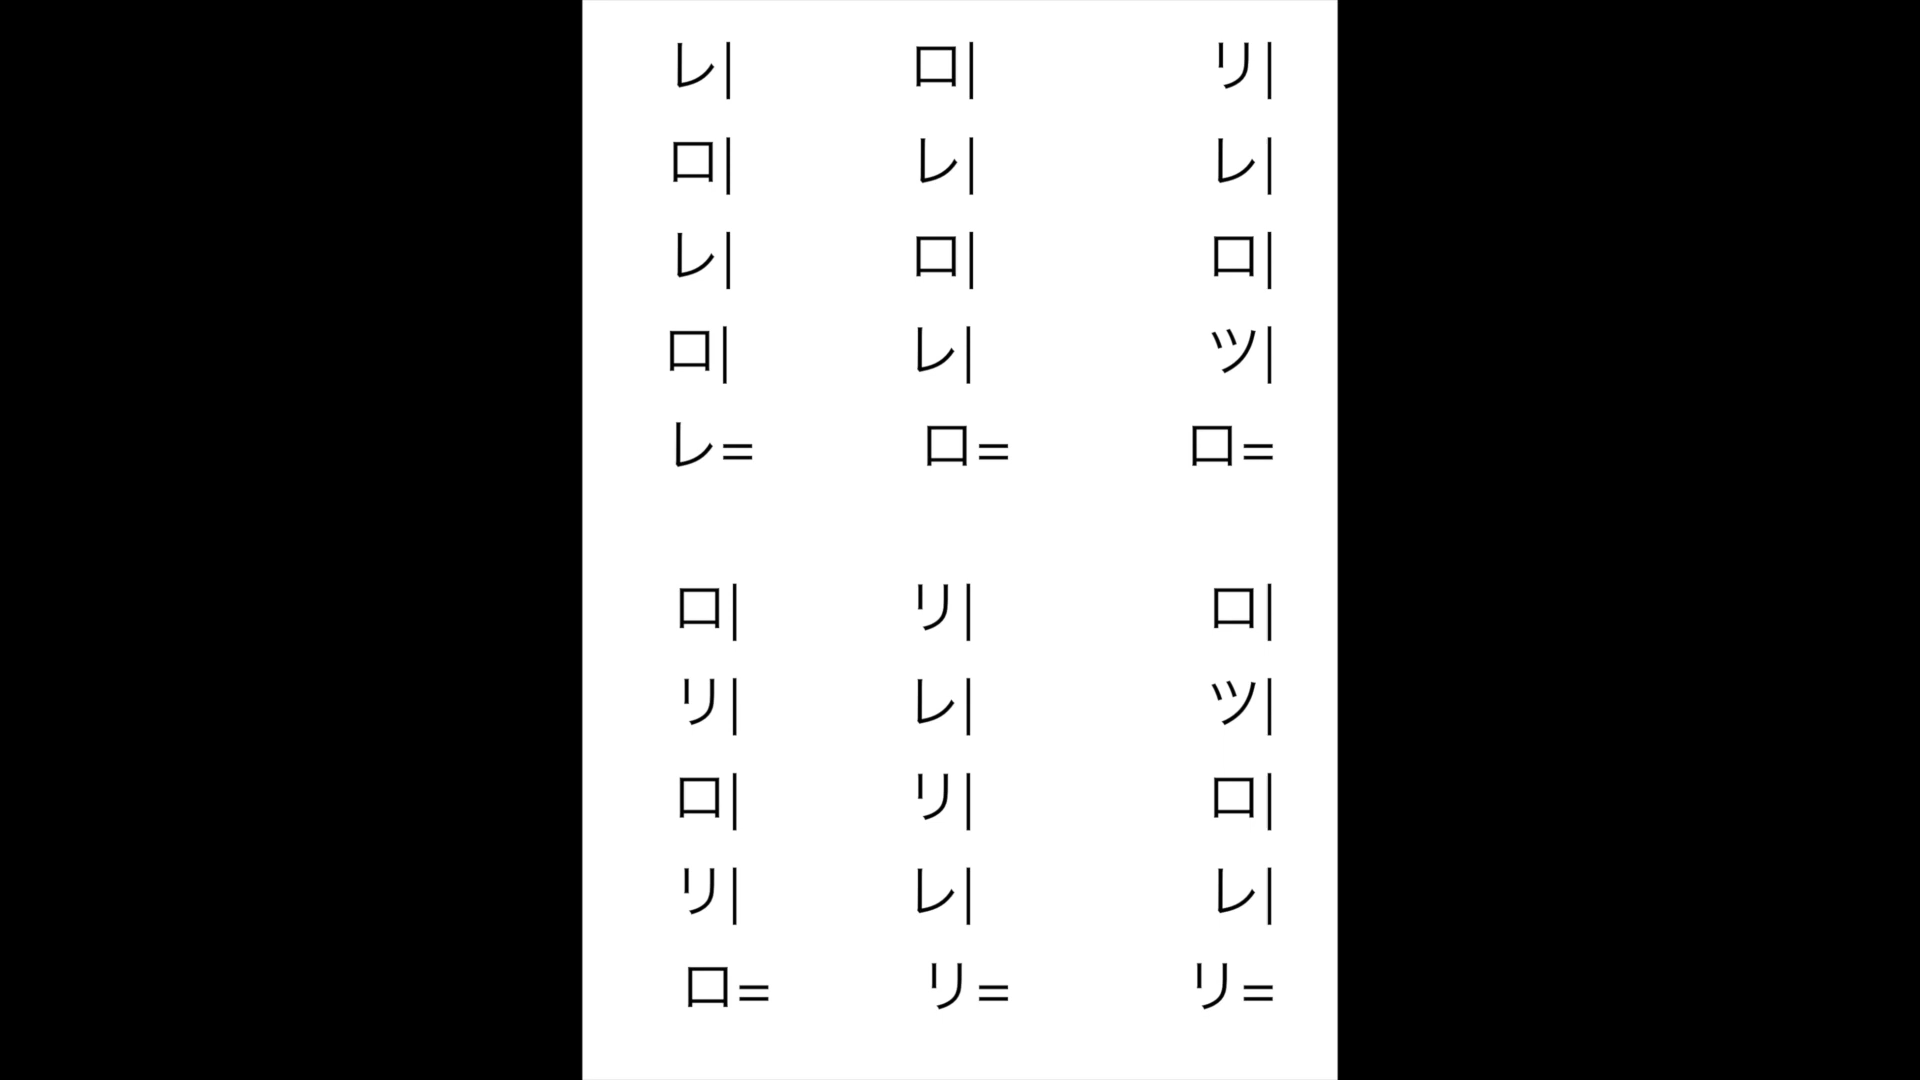 レ| ロ| リ|
ロ| レ| レ|
レ| ロ| ロ|
ロ| レ| ツ|
レ= ロ= ロ=
ロ| リ| ロ|
リ| レ| ツ|
ロ| リ| ロ|
リ| レ| レ|
ロ= リ= リ=